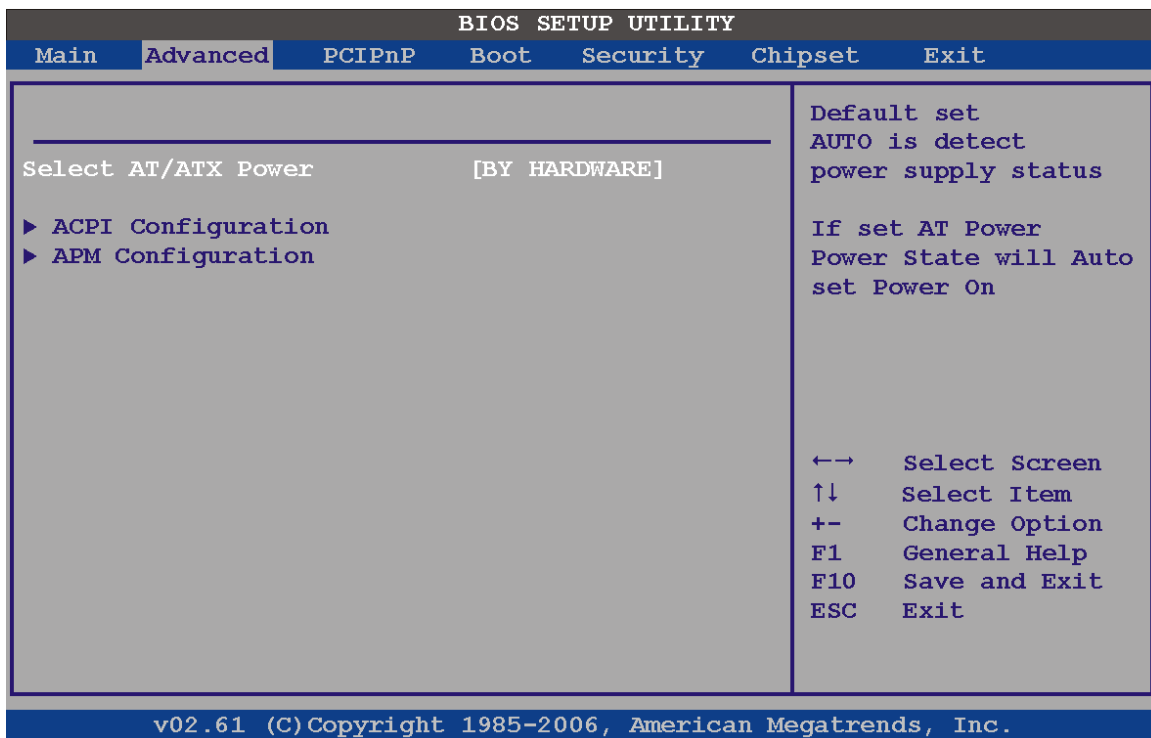 BIOS SETUP UTILITY
Main Advanced PCIPnP Boot Security Chipset Exit
Select AT/ATX Power [BY HARDWARE]
▶ ACPI Configuration
▶ APM Configuration
Default set
AUTO is detect
power supply status
If set AT Power
Power State will Auto
set Power On
←→ Select Screen
↑↓ Select Item
+- Change Option
F1 General Help
F10 Save and Exit
ESC Exit
v02.61 (C)Copyright 1985-2006, American Megatrends, Inc.